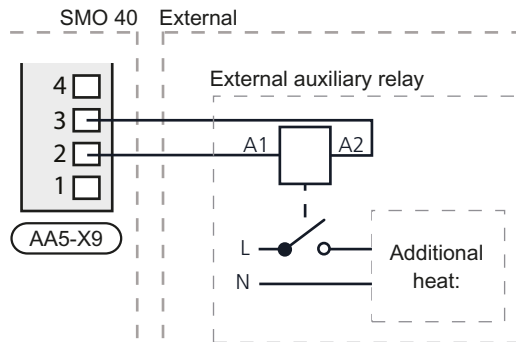 SMO 40 External
External auxiliary relay
4
3
2
1
A1 A2
AA5-X9
L
N
Additional
heat: